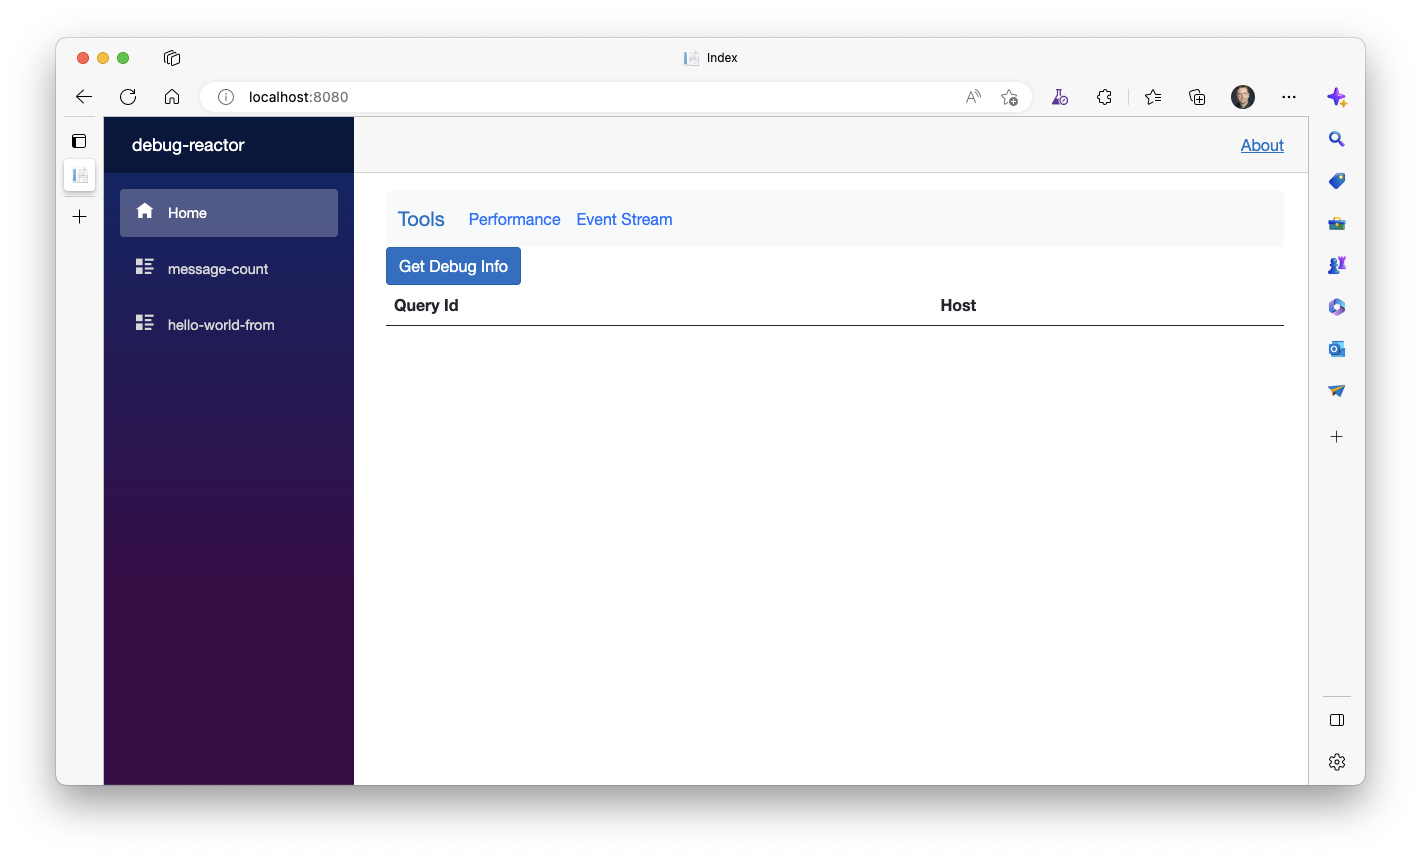 Index
localhost:8080
debug-reactor
About
Home
message-count
hello-world-from
Tools Performance Event Stream
Get Debug Info
Query Id Host